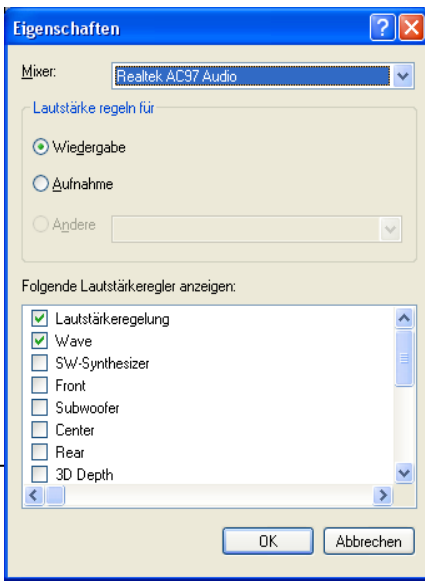 Eigenschaften
Mixer: Realtek AC97 Audio
Lautstärke regeln für
Wiedergabe
Aufnahme
Andere
Folgende Lautstärkeregler anzeigen:
Lautstärkeregelung
Wave
SW-Synthesizer
Front
Subwoofer
Center
Rear
3D Depth
OK Abbrechen